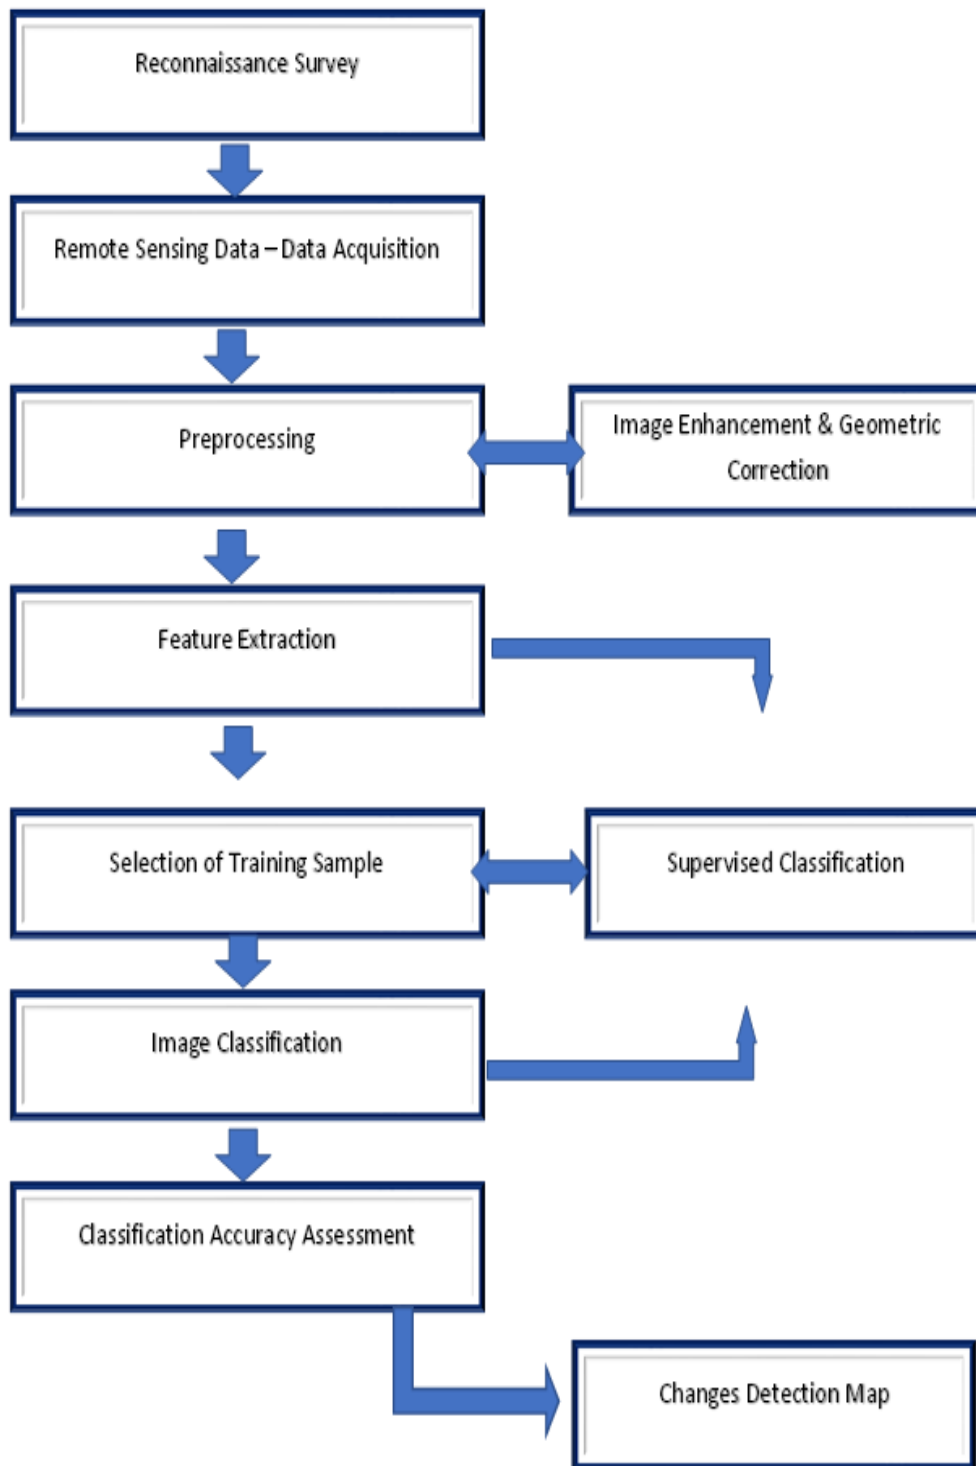 Reconnaissance Survey
Remote Sensing Data – Data Acquisition
Preprocessing
Image Enhancement & Geometric
Correction
Feature Extraction
Selection of Training Sample
Supervised Classification
Image Classification
Classification Accuracy Assessment
Changes Detection Map